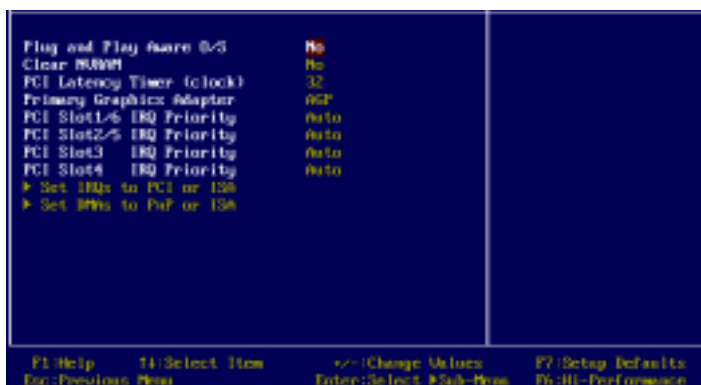 Plug and Play Aware O/S No
Clear NVRAM No
PCI Latency Timer (clock) 32
Primary Graphics Adapter AGP
PCI Slot1/6 IRQ Priority Auto
PCI Slot2/5 IRQ Priority Auto
PCI Slot3 IRQ Priority Auto
PCI Slot4 IRQ Priority Auto
▶ Set IRQs to PCI or ISA
▶ Set DMAs to PnP or ISA
F1:Help ↑↓:Select Item +/-:Change Values F7:Setup Defaults
Esc:Previous Menu Enter:Select ▶Sub-Menu F6:Hi-Performance